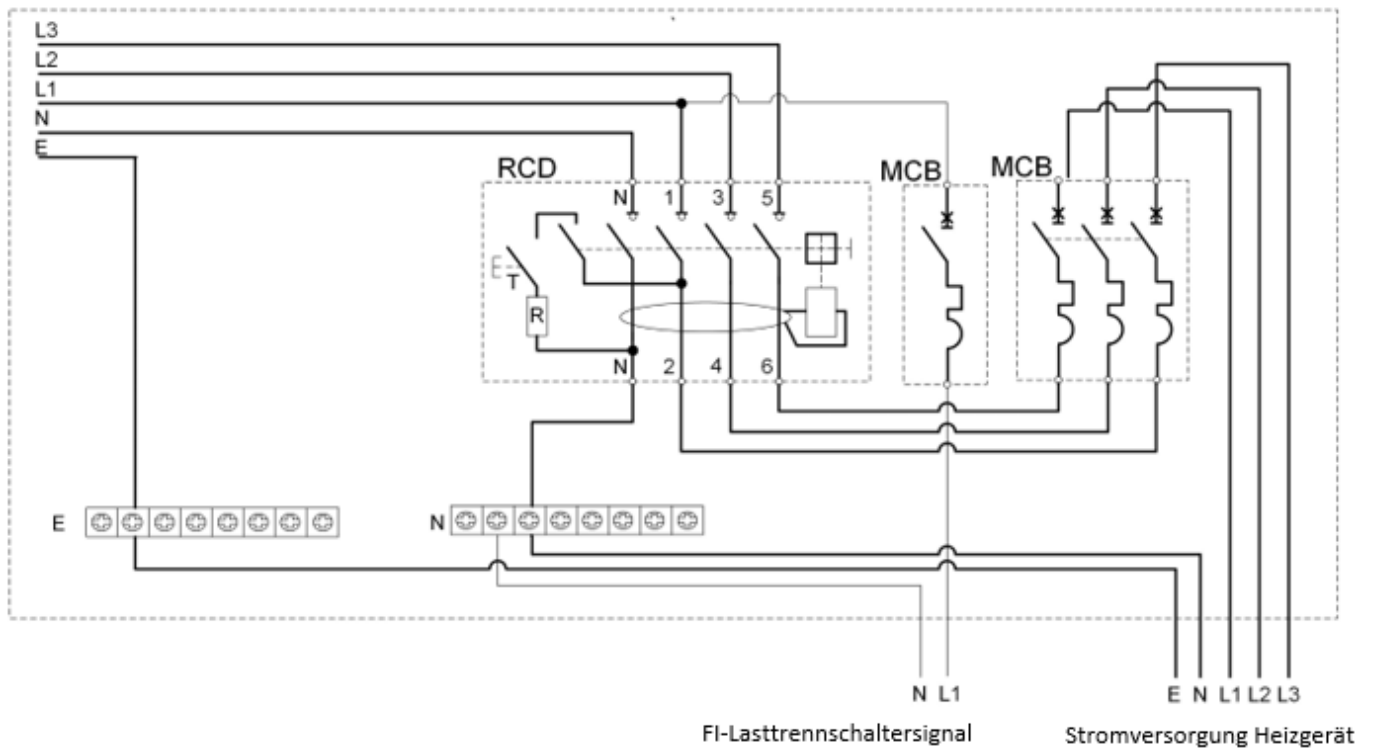 L3
L2
L1
N
E
RCD
MCB
MCB
N 1 3 5
T
R
N 2 4 6
E
N
N L1
E N L1 L2 L3
FI-Lasttrennschaltersignal
Stromversorgung Heizgerät